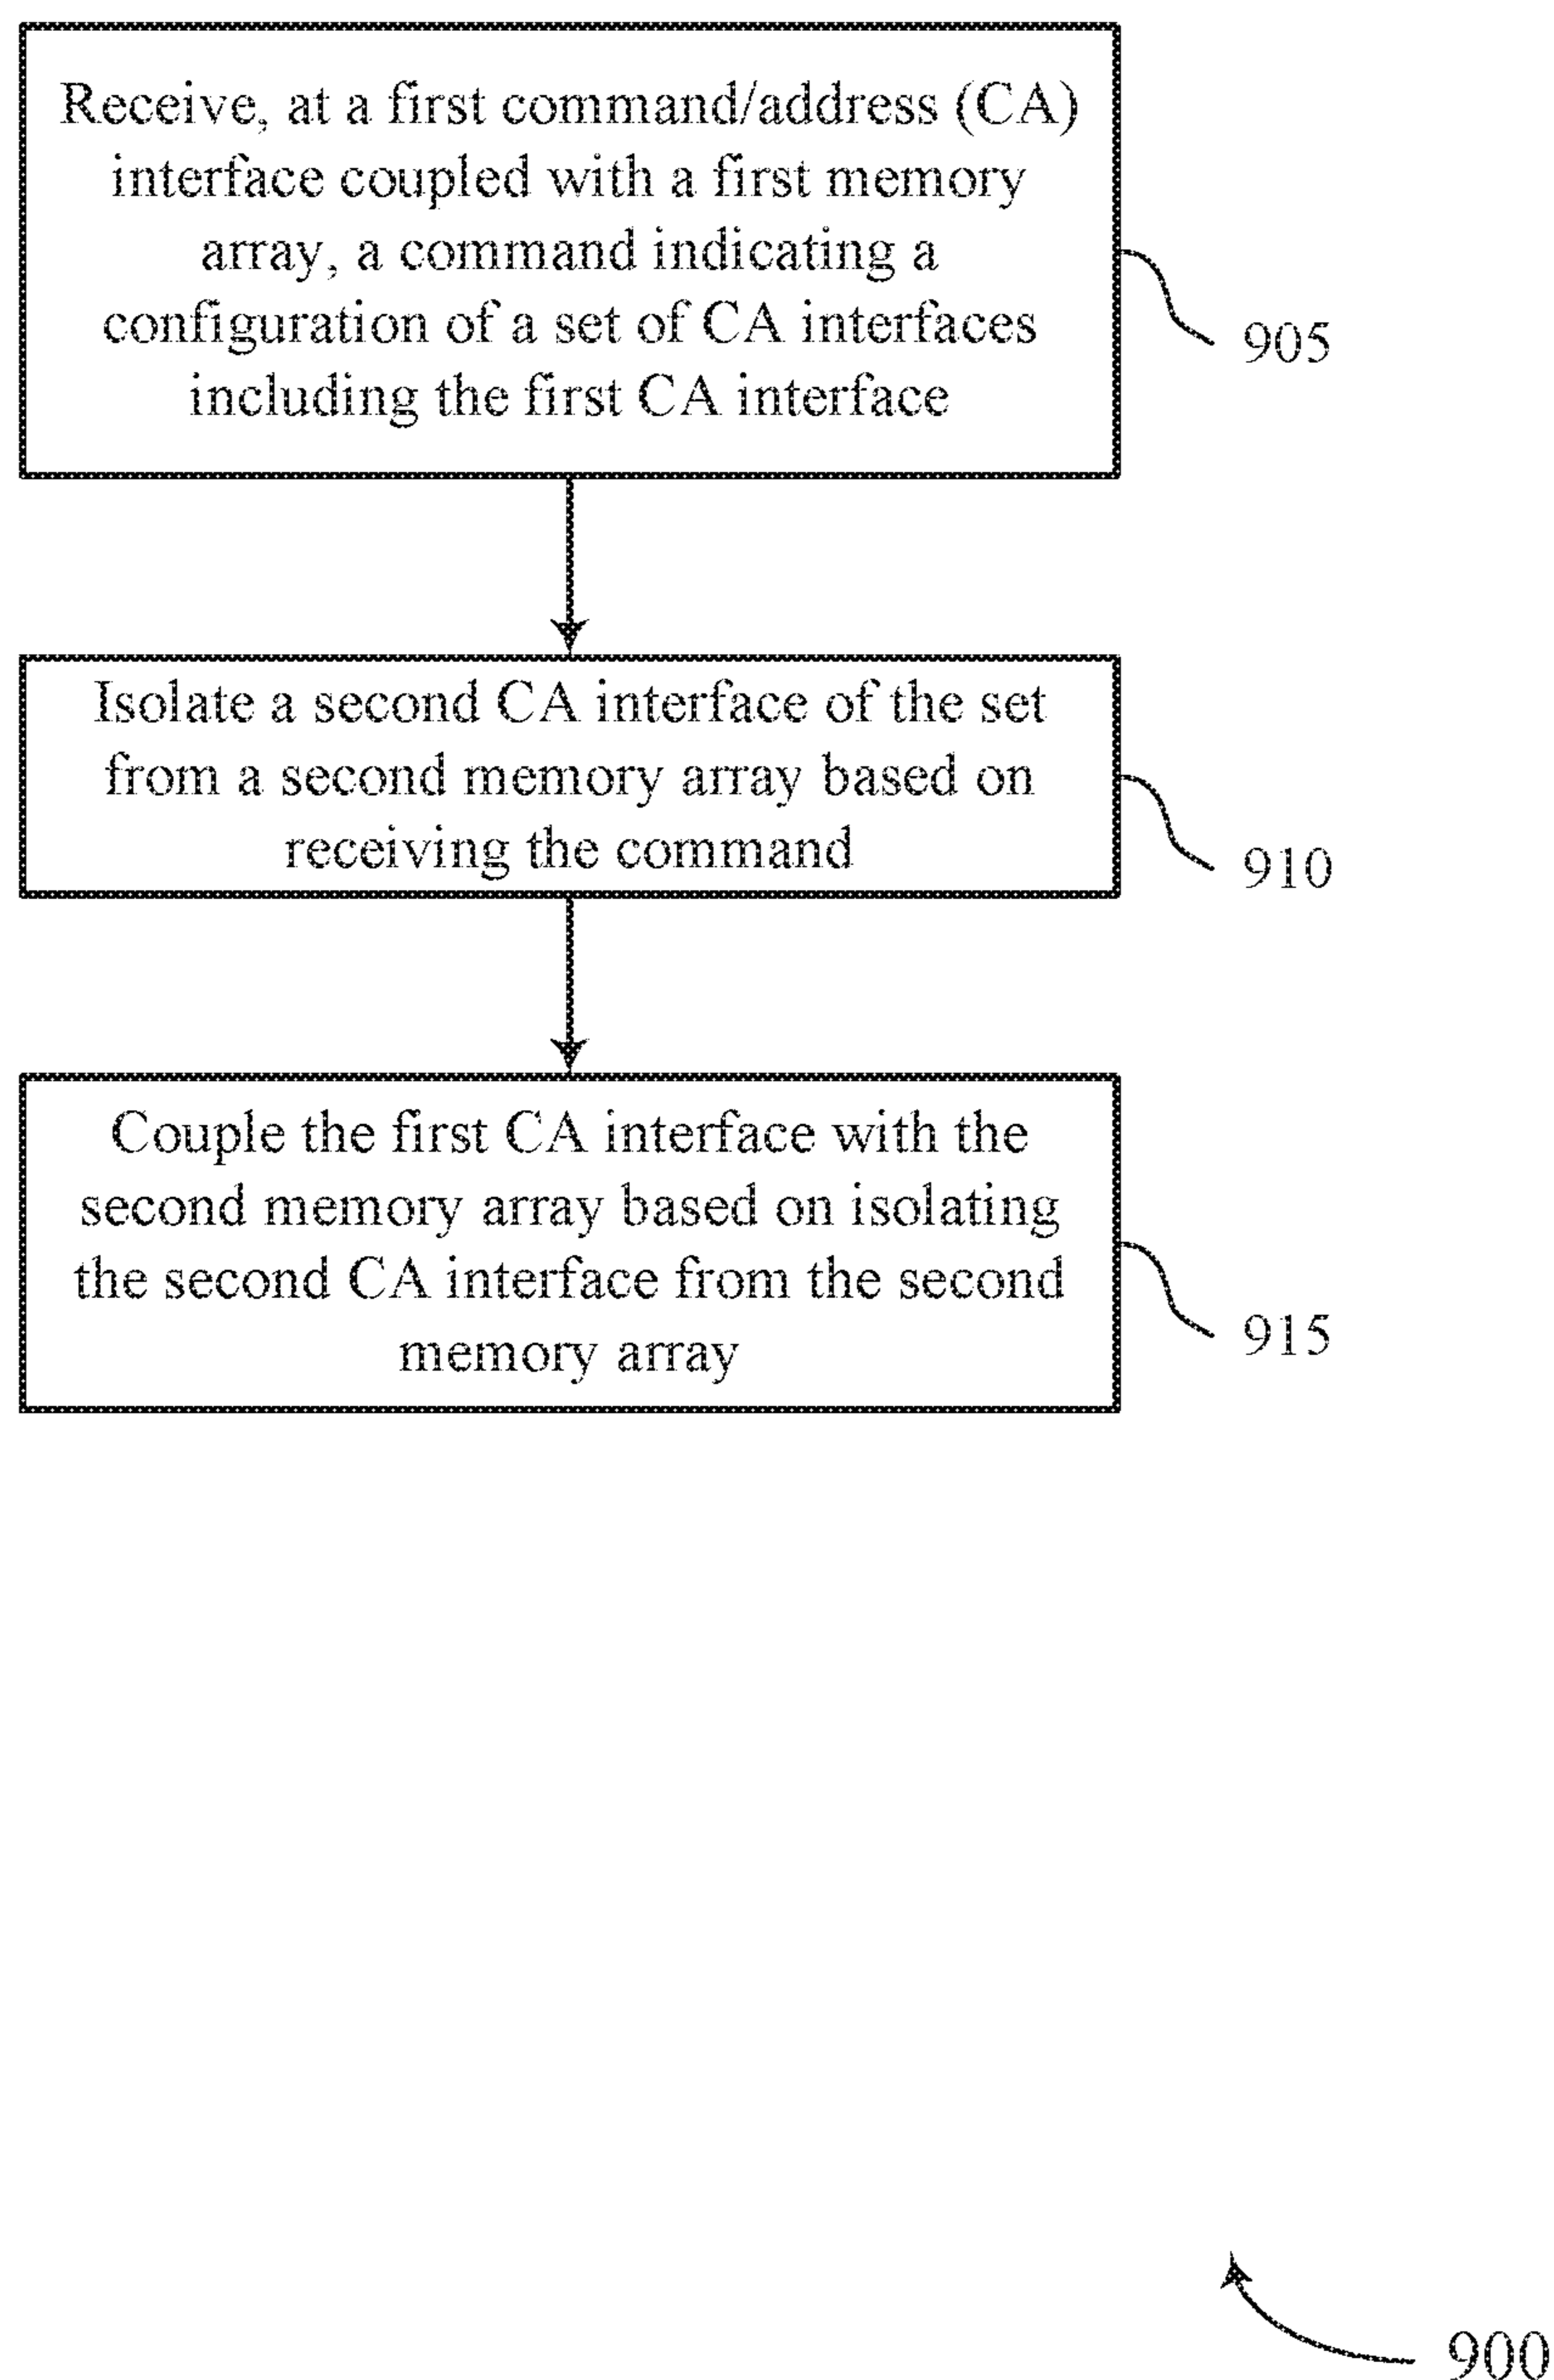 Receive, at a first command/address (CA)
interface coupled with a first memory
array, a command indicating a
configuration of a set of CA interfaces
including the first CA interface
905
Isolate a second CA interface of the set
from a second memory array based on
receiving the command
910
Couple the first CA interface with the
second memory array based on isolating
the second CA interface from the second
memory array
915
900